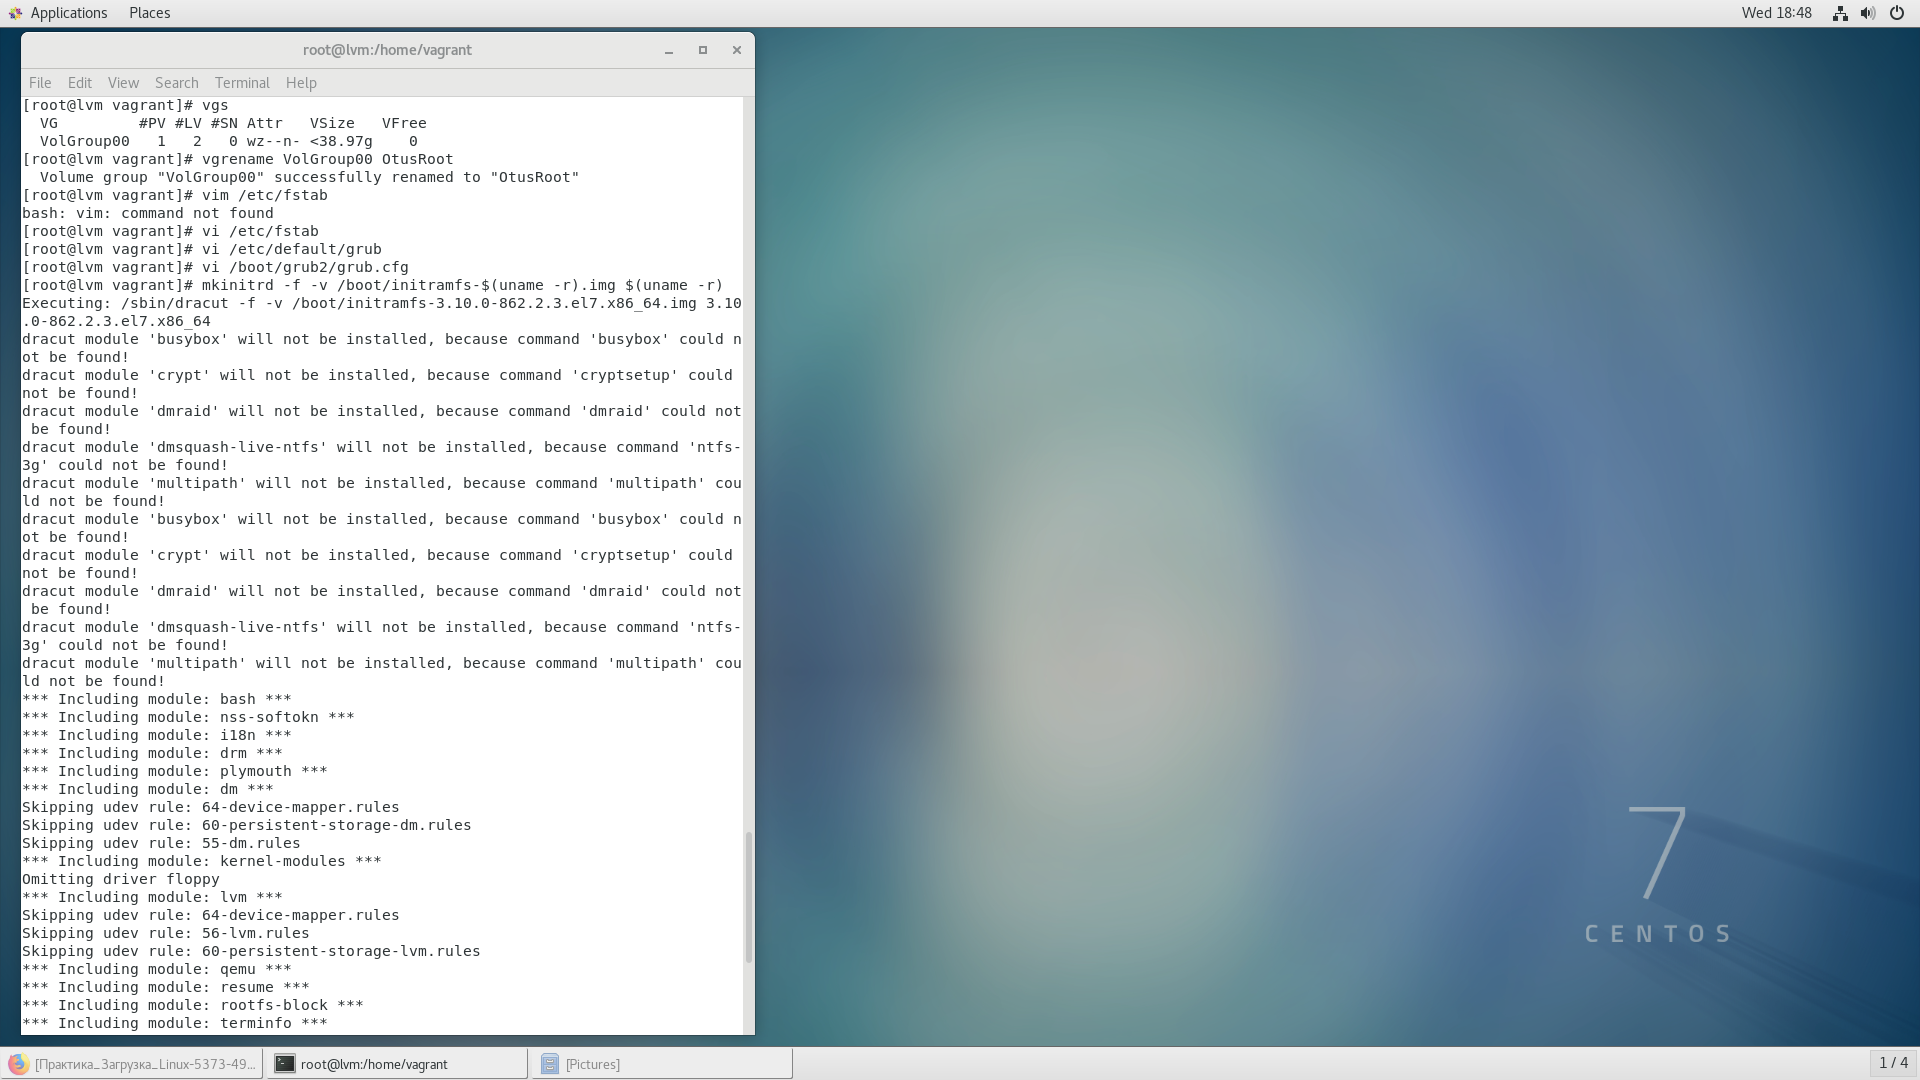 Applications Places Wed 18:48
root@lvm:/home/vagrant
File Edit View Search Terminal Help
[root@lvm vagrant]# vgs
  VG         #PV #LV #SN Attr   VSize   VFree
  VolGroup00   1   2   0 wz--n- <38.97g    0
[root@lvm vagrant]# vgrename VolGroup00 OtusRoot
  Volume group "VolGroup00" successfully renamed to "OtusRoot"
[root@lvm vagrant]# vim /etc/fstab
bash: vim: command not found
[root@lvm vagrant]# vi /etc/fstab
[root@lvm vagrant]# vi /etc/default/grub
[root@lvm vagrant]# vi /boot/grub2/grub.cfg
[root@lvm vagrant]# mkinitrd -f -v /boot/initramfs-$(uname -r).img $(uname -r)
Executing: /sbin/dracut -f -v /boot/initramfs-3.10.0-862.2.3.el7.x86_64.img 3.10
.0-862.2.3.el7.x86_64
dracut module 'busybox' will not be installed, because command 'busybox' could n
ot be found!
dracut module 'crypt' will not be installed, because command 'cryptsetup' could
not be found!
dracut module 'dmraid' will not be installed, because command 'dmraid' could not
 be found!
dracut module 'dmsquash-live-ntfs' will not be installed, because command 'ntfs-
3g' could not be found!
dracut module 'multipath' will not be installed, because command 'multipath' cou
ld not be found!
dracut module 'busybox' will not be installed, because command 'busybox' could n
ot be found!
dracut module 'crypt' will not be installed, because command 'cryptsetup' could
not be found!
dracut module 'dmraid' will not be installed, because command 'dmraid' could not
 be found!
dracut module 'dmsquash-live-ntfs' will not be installed, because command 'ntfs-
3g' could not be found!
dracut module 'multipath' will not be installed, because command 'multipath' cou
ld not be found!
*** Including module: bash ***
*** Including module: nss-softokn ***
*** Including module: i18n ***
*** Including module: drm ***
*** Including module: plymouth ***
*** Including module: dm ***
Skipping udev rule: 64-device-mapper.rules
Skipping udev rule: 60-persistent-storage-dm.rules
Skipping udev rule: 55-dm.rules
*** Including module: kernel-modules ***
Omitting driver floppy
*** Including module: lvm ***
Skipping udev rule: 64-device-mapper.rules
Skipping udev rule: 56-lvm.rules
Skipping udev rule: 60-persistent-storage-lvm.rules
*** Including module: qemu ***
*** Including module: resume ***
*** Including module: rootfs-block ***
*** Including module: terminfo ***
7
CENTOS
[Практика_Загрузка_Linux-5373-49... root@lvm:/home/vagrant [Pictures] 1 / 4